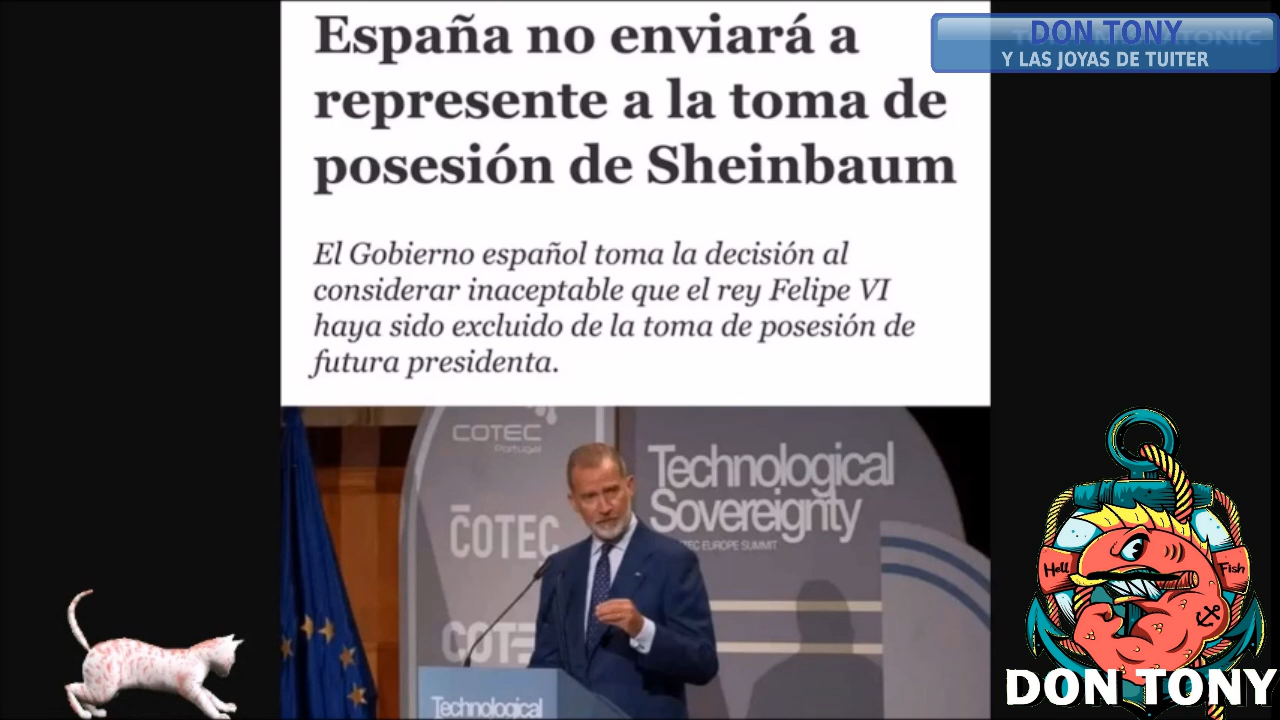 España no enviará a
represente a la toma de
posesión de Sheinbaum
El Gobierno español toma la decisión al
considerar inaceptable que el rey Felipe VI
haya sido excluido de la toma de posesión de
futura presidenta.
DON TONY
Y LAS JOYAS DE TUITER
COTEC
Portugal
Technological
Sovereignty
EUROPE SUMMIT
COTEC
COTE
Technological
Hell
Fish
DON TONY